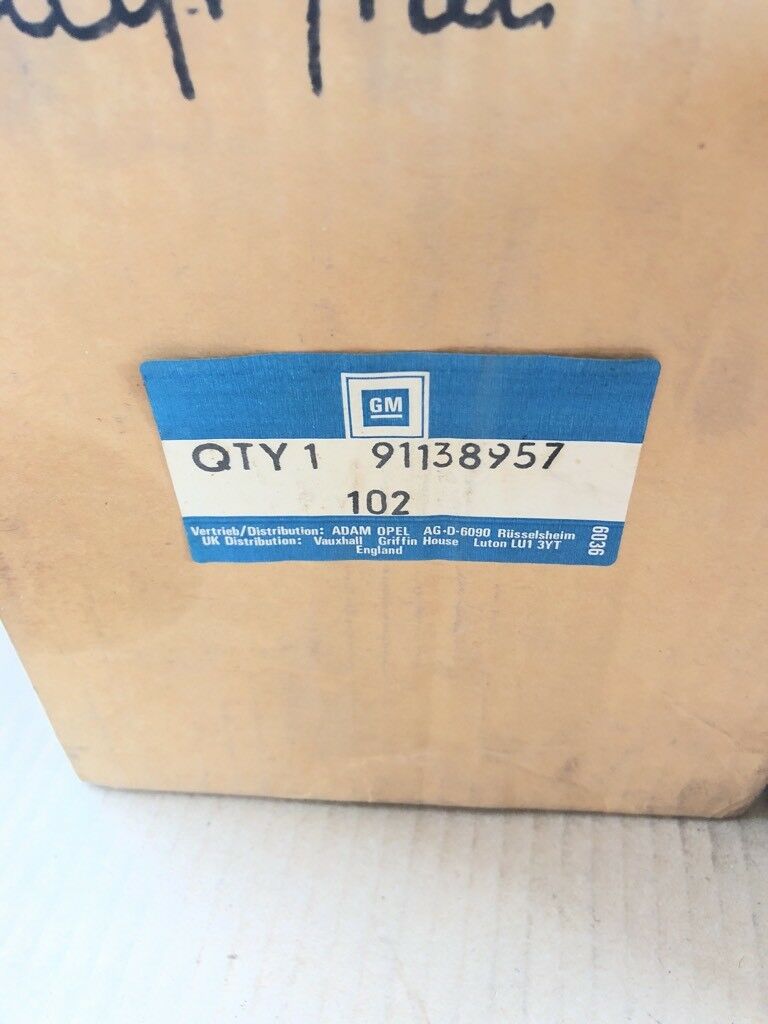 GM
QTY 1 91138957
102
Vertrieb/Distribution: ADAM OPEL AG-D-6090 Rüsselsheim
UK Distribution: Vauxhall Griffin House Luton LU1 3YT
England
6036